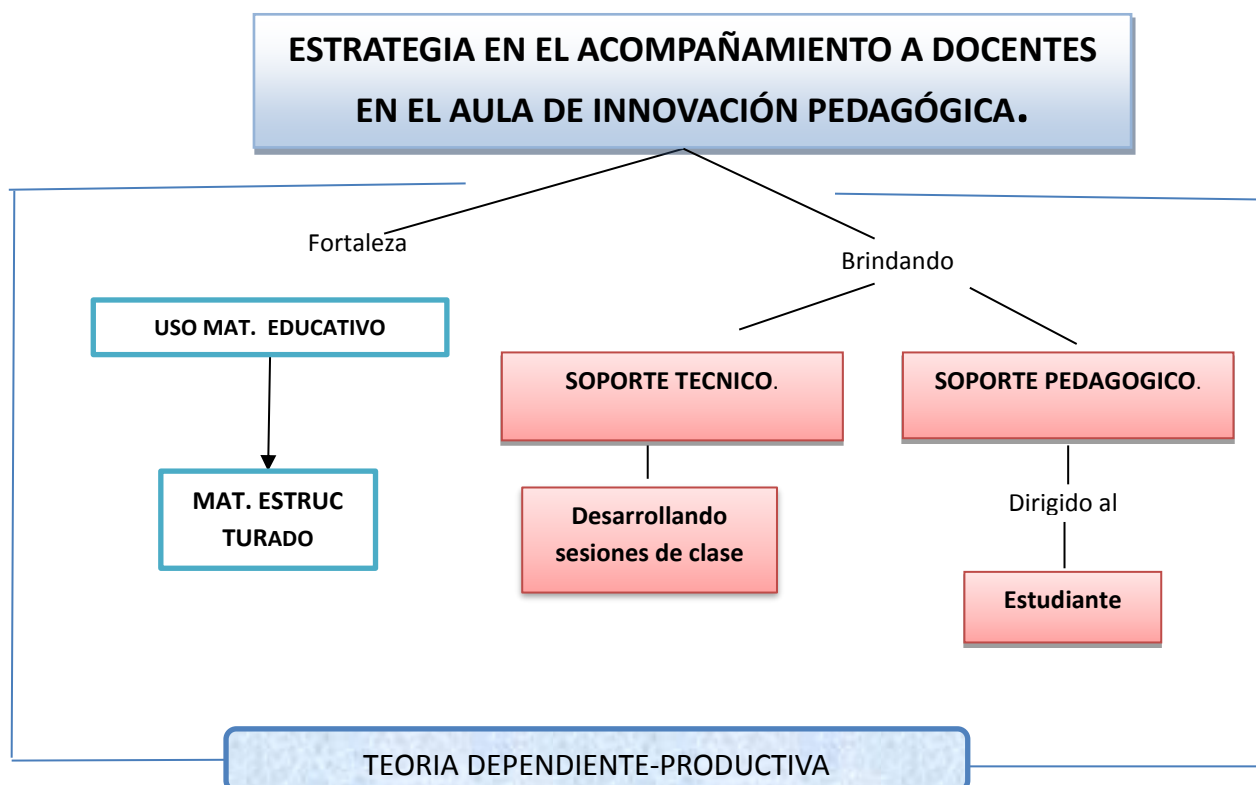 ESTRATEGIA EN EL ACOMPAÑAMIENTO A DOCENTES
EN EL AULA DE INNOVACIÓN PEDAGÓGICA.
Fortaleza
Brindando
USO MAT. EDUCATIVO
SOPORTE TECNICO.
SOPORTE PEDAGOGICO.
MAT. ESTRUC
TURADO
Desarrollando
sesiones de clase
Dirigido al
Estudiante
TEORIA DEPENDIENTE-PRODUCTIVA